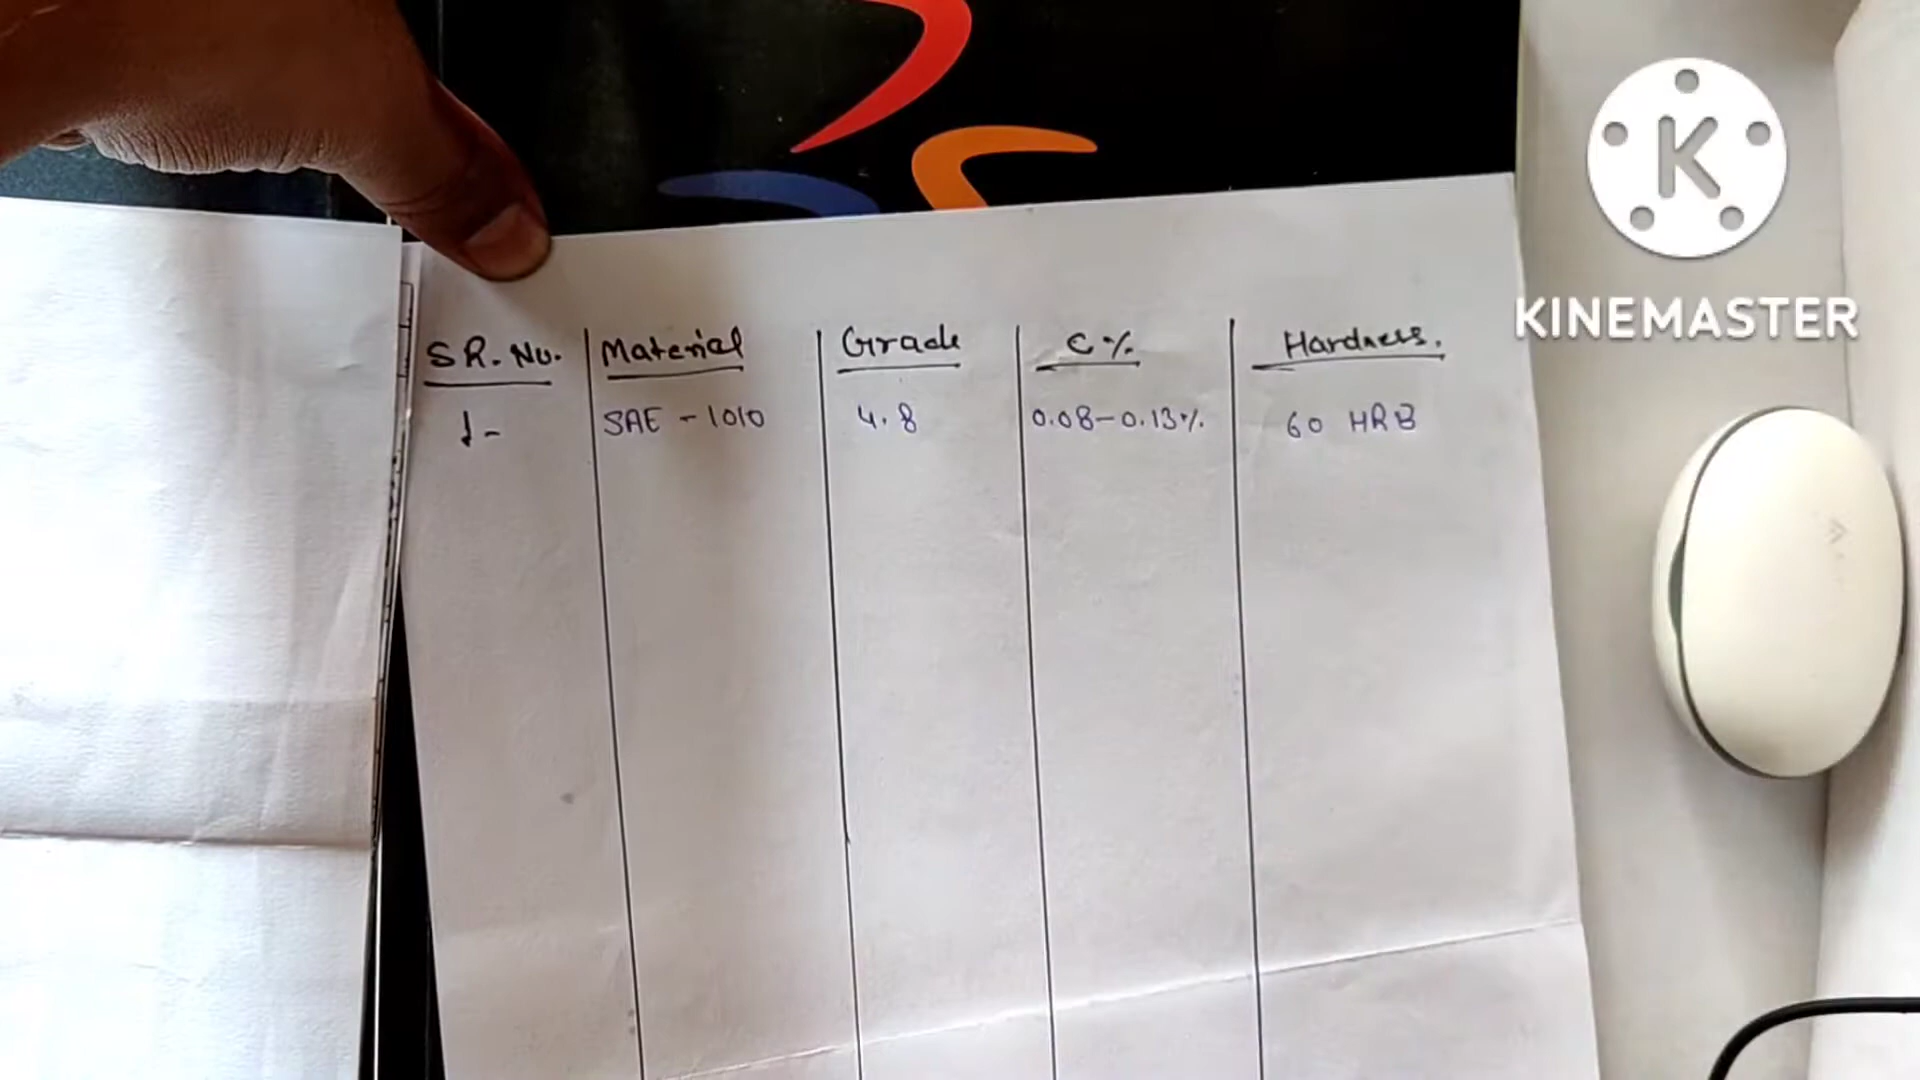 SR. No. Material Grade C% Hardness.
1- SAE - 1010 4.8 0.08-0.13% 60 HRB
K
KINEMASTER